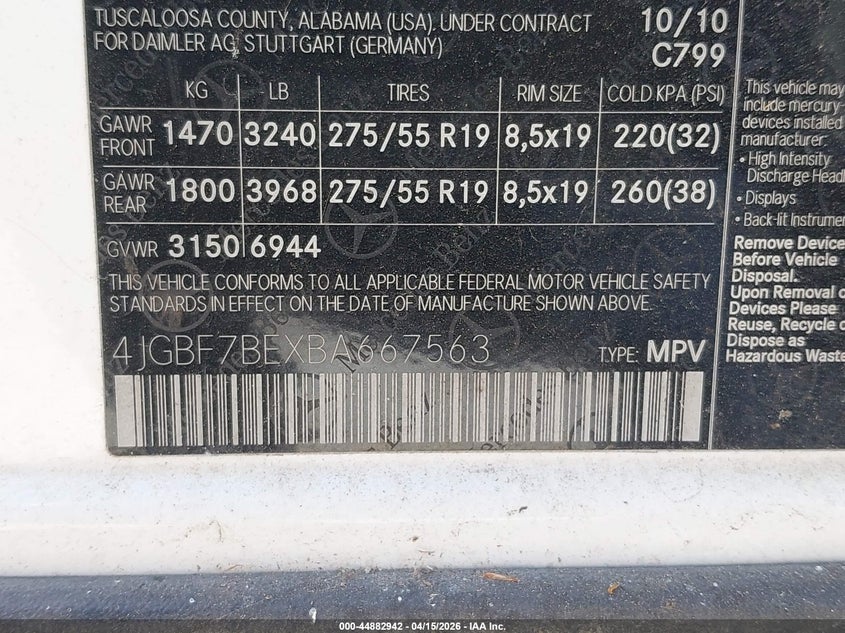 TUSCALOOSA COUNTY, ALABAMA (USA). UNDER CONTRACT 10/10
FOR DAIMLER AG, STUTTGART (GERMANY) C799
KG LB TIRES RIM SIZE COLD KPA (PSI)
GAWR FRONT 1470 3240 275/55 R19 8,5x19 220(32)
GAWR REAR 1800 3968 275/55 R19 8,5x19 260(38)
GVWR 3150 6944
THIS VEHICLE CONFORMS TO ALL APPLICABLE FEDERAL MOTOR VEHICLE SAFETY
STANDARDS IN EFFECT ON THE DATE OF MANUFACTURE SHOWN ABOVE.
4JGBF7BEXBA667563 TYPE: MPV
This vehicle may
include mercury-
devices installed
manufacturer:
• High Intensity
Discharge Headl
• Displays
• Back-lit Instrumen
Remove Device
Before Vehicle
Disposal.
Upon Removal o
Devices Please
Reuse, Recycle o
Dispose as
Hazardous Waste
000-44882942 - 04/15/2026 - IAA Inc.